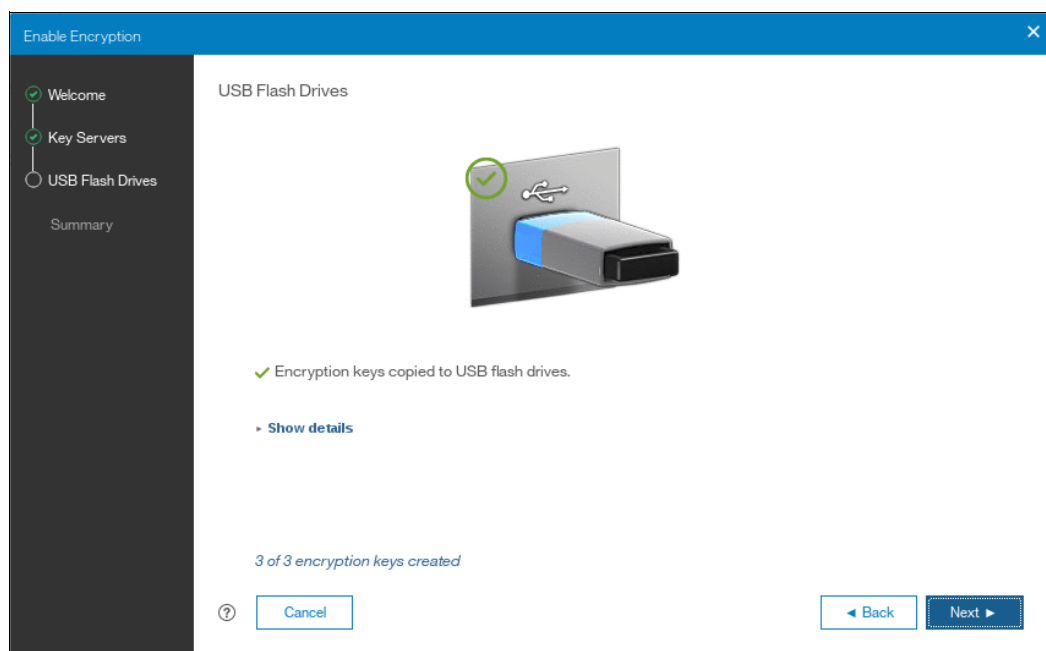 Enable Encryption
Welcome
Key Servers
USB Flash Drives
Summary
USB Flash Drives
Encryption keys copied to USB flash drives.
Show details
3 of 3 encryption keys created
? Cancel ◄ Back Next ►